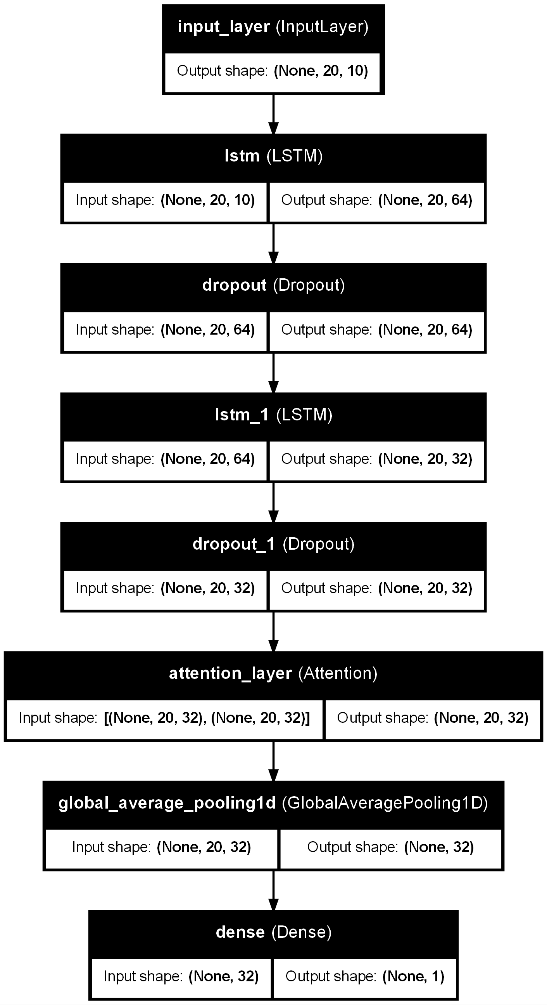 input_layer (InputLayer)
Output shape: (None, 20, 10)
lstm (LSTM)
Input shape: (None, 20, 10) Output shape: (None, 20, 64)
dropout (Dropout)
Input shape: (None, 20, 64) Output shape: (None, 20, 64)
lstm_1 (LSTM)
Input shape: (None, 20, 64) Output shape: (None, 20, 32)
dropout_1 (Dropout)
Input shape: (None, 20, 32) Output shape: (None, 20, 32)
attention_layer (Attention)
Input shape: [(None, 20, 32), (None, 20, 32)] Output shape: (None, 20, 32)
global_average_pooling1d (GlobalAveragePooling1D)
Input shape: (None, 20, 32) Output shape: (None, 32)
dense (Dense)
Input shape: (None, 32) Output shape: (None, 1)